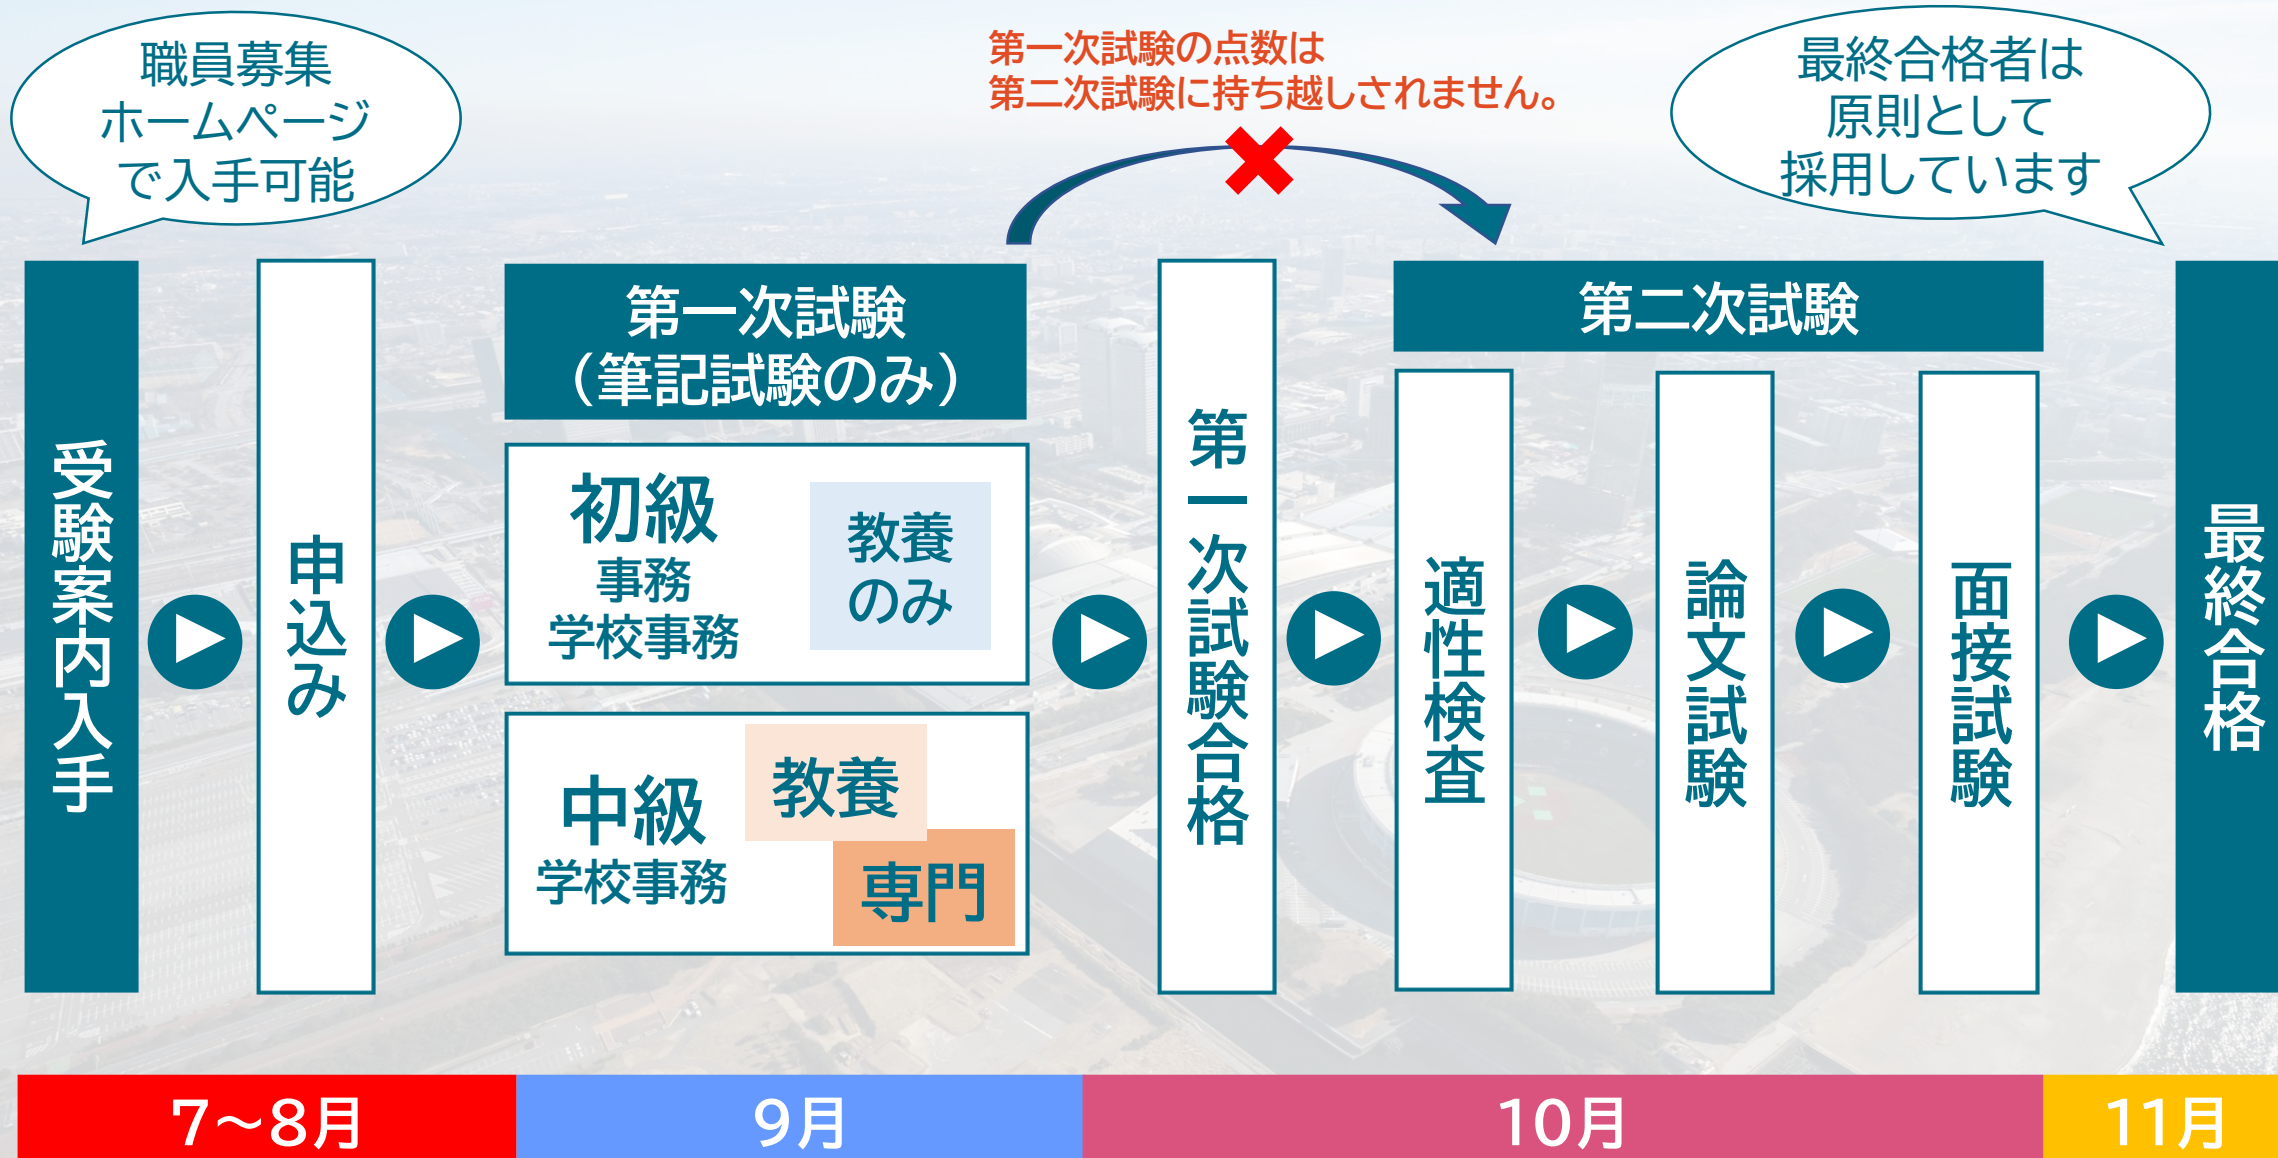 職員募集
ホームページ
で入手可能
第一次試験の点数は
第二次試験に持ち越しされません。
最終合格者は
原則として
採用しています
受験案内入手
申込み
第一次試験
（筆記試験のみ）
初級
事務
学校事務
教養
のみ
中級
学校事務
教養
専門
第一次試験合格
第二次試験
適性検査
論文試験
面接試験
最終合格
7～8月
9月
10月
11月